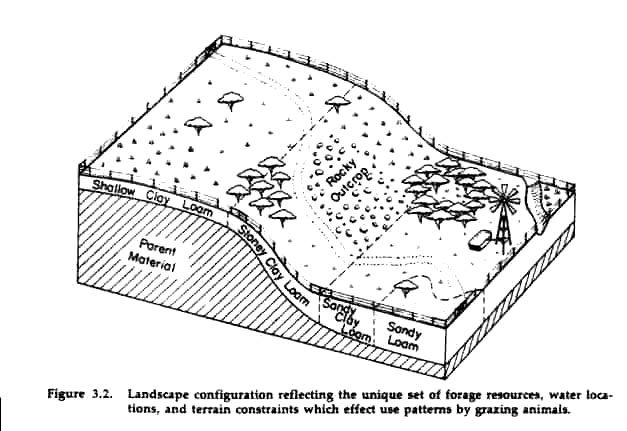 Rocky
Outcrop
Shallow Clay Loam
Stoney Clay Loam
Parent
Material
Sandy
Clay
Loam
Sandy
Loam
Figure 3.2. Landscape configuration reflecting the unique set of forage resources, water loca-
tions, and terrain constraints which effect use patterns by grazing animals.